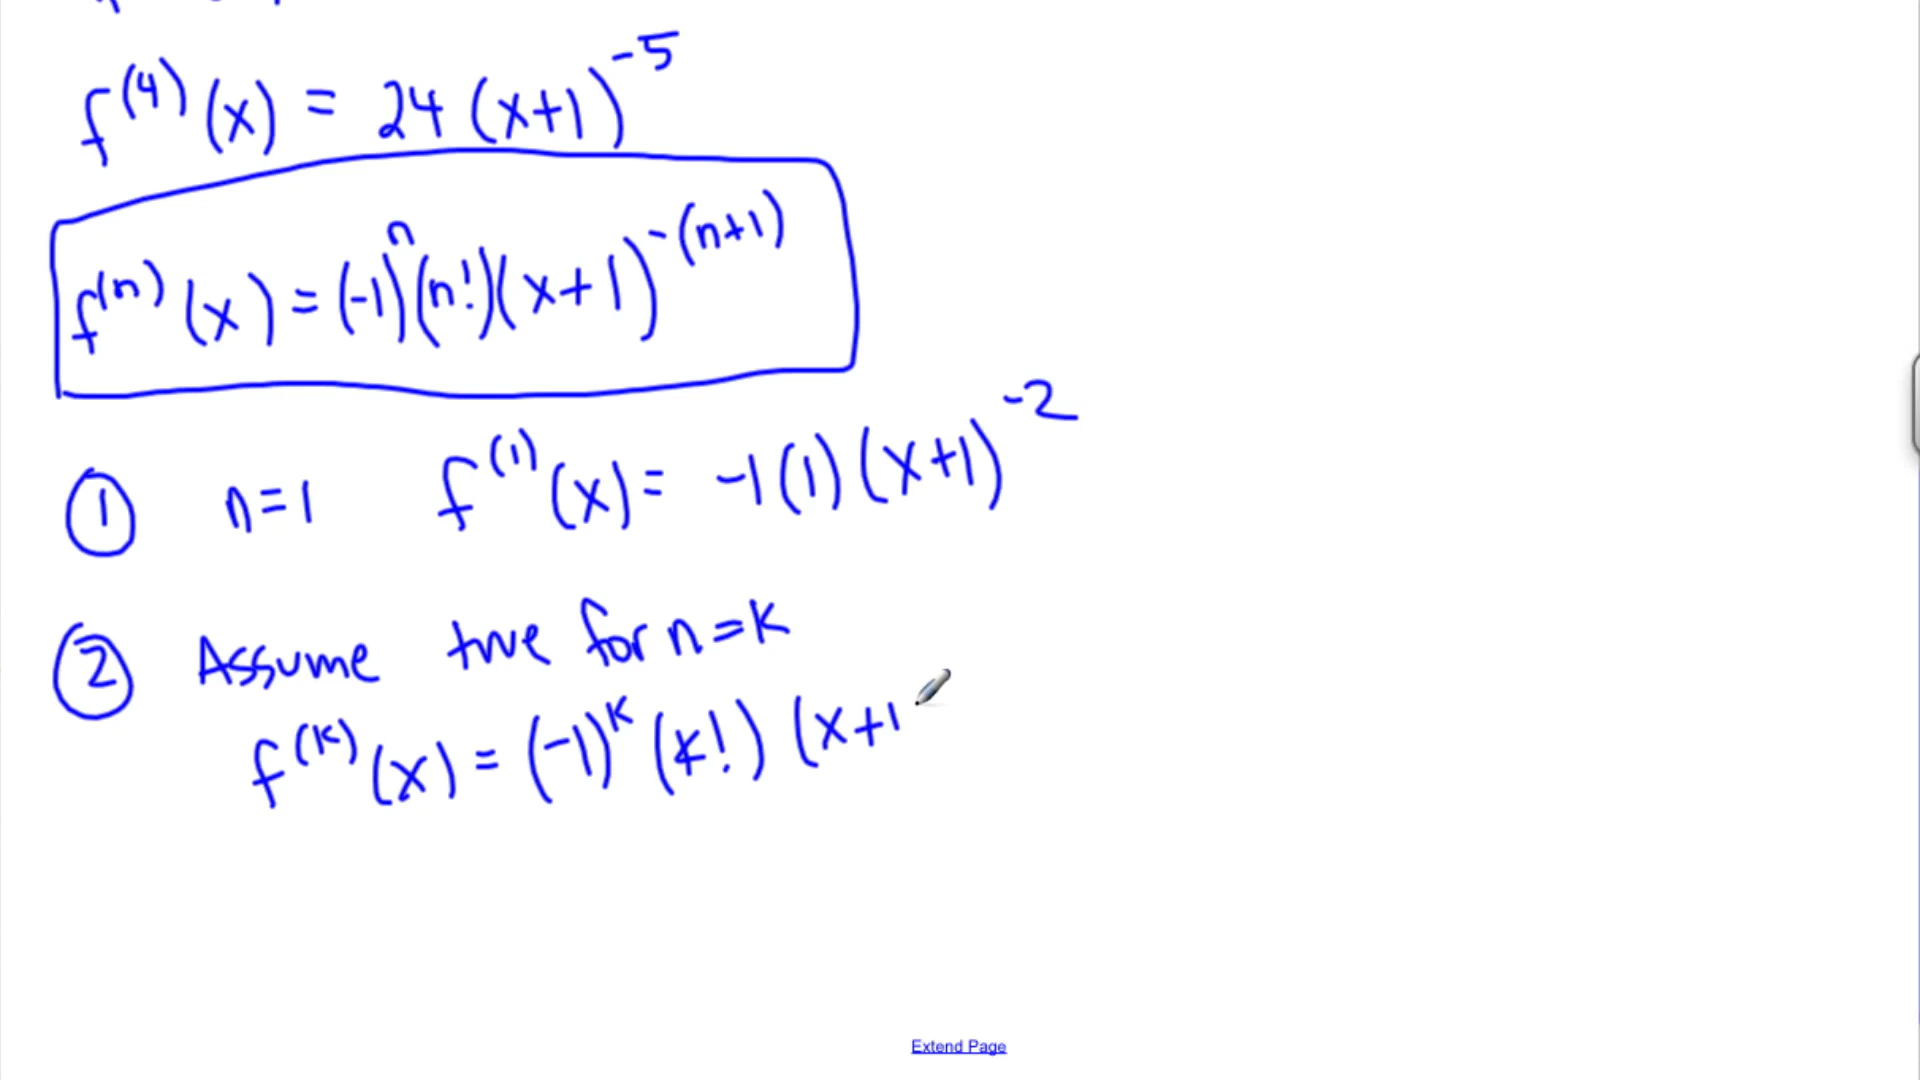 f^(4) (x) = 24 (x+1)^-5
f^(n) (x) = (-1)^n (n!)(x+1)^-(n+1)
① n=1 f^(1) (x) = -1(1)(x+1)^-2
② Assume true for n=k
f^(k) (x) = (-1)^k (k!) (x+1
Extend Page